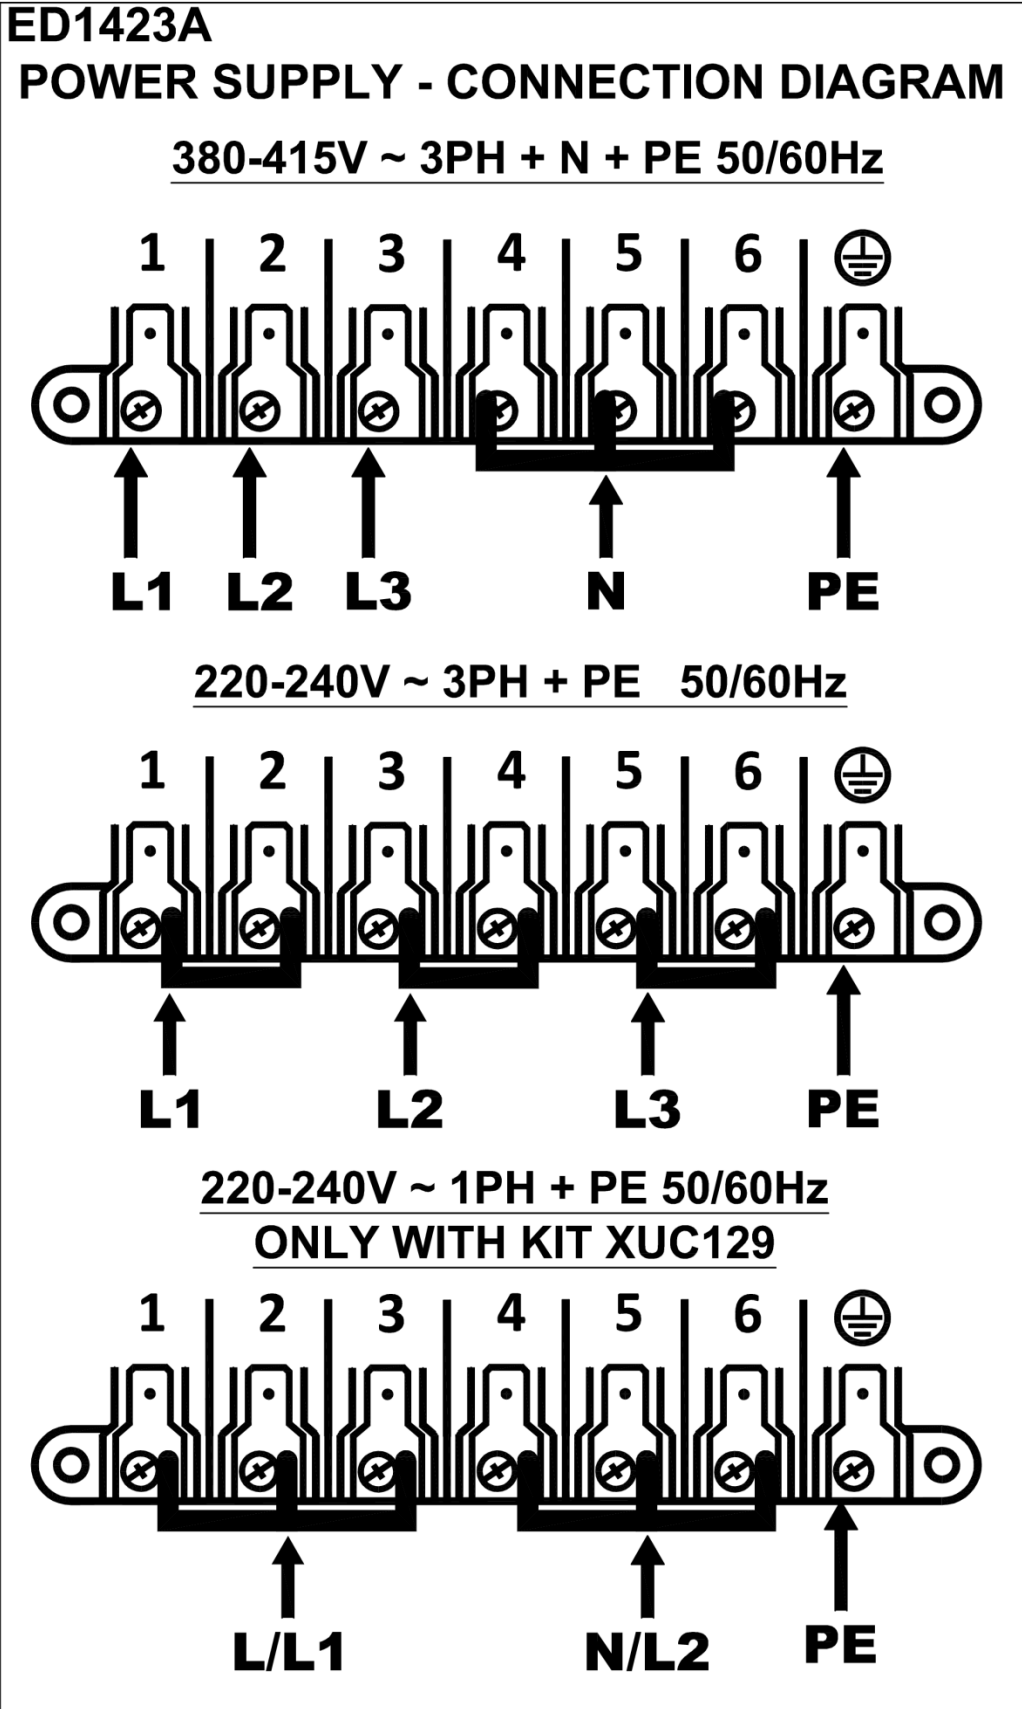 ED1423A
POWER SUPPLY - CONNECTION DIAGRAM
380-415V ~ 3PH + N + PE 50/60Hz
1 2 3 4 5 6
L1 L2 L3 N PE
220-240V ~ 3PH + PE 50/60Hz
1 2 3 4 5 6
L1 L2 L3 PE
220-240V ~ 1PH + PE 50/60Hz
ONLY WITH KIT XUC129
1 2 3 4 5 6
L/L1 N/L2 PE